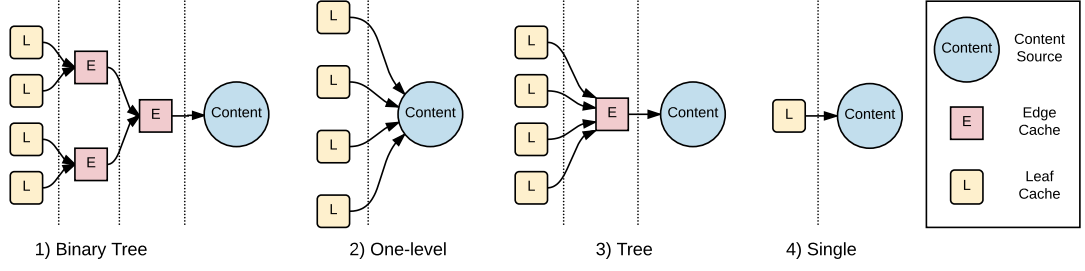 L
L
L
L
E
E
E
Content
1) Binary Tree
L
L
L
L
Content
2) One-level
L
L
L
L
E
Content
3) Tree
L
Content
4) Single
Content
Content
Source
E
Edge
Cache
L
Leaf
Cache